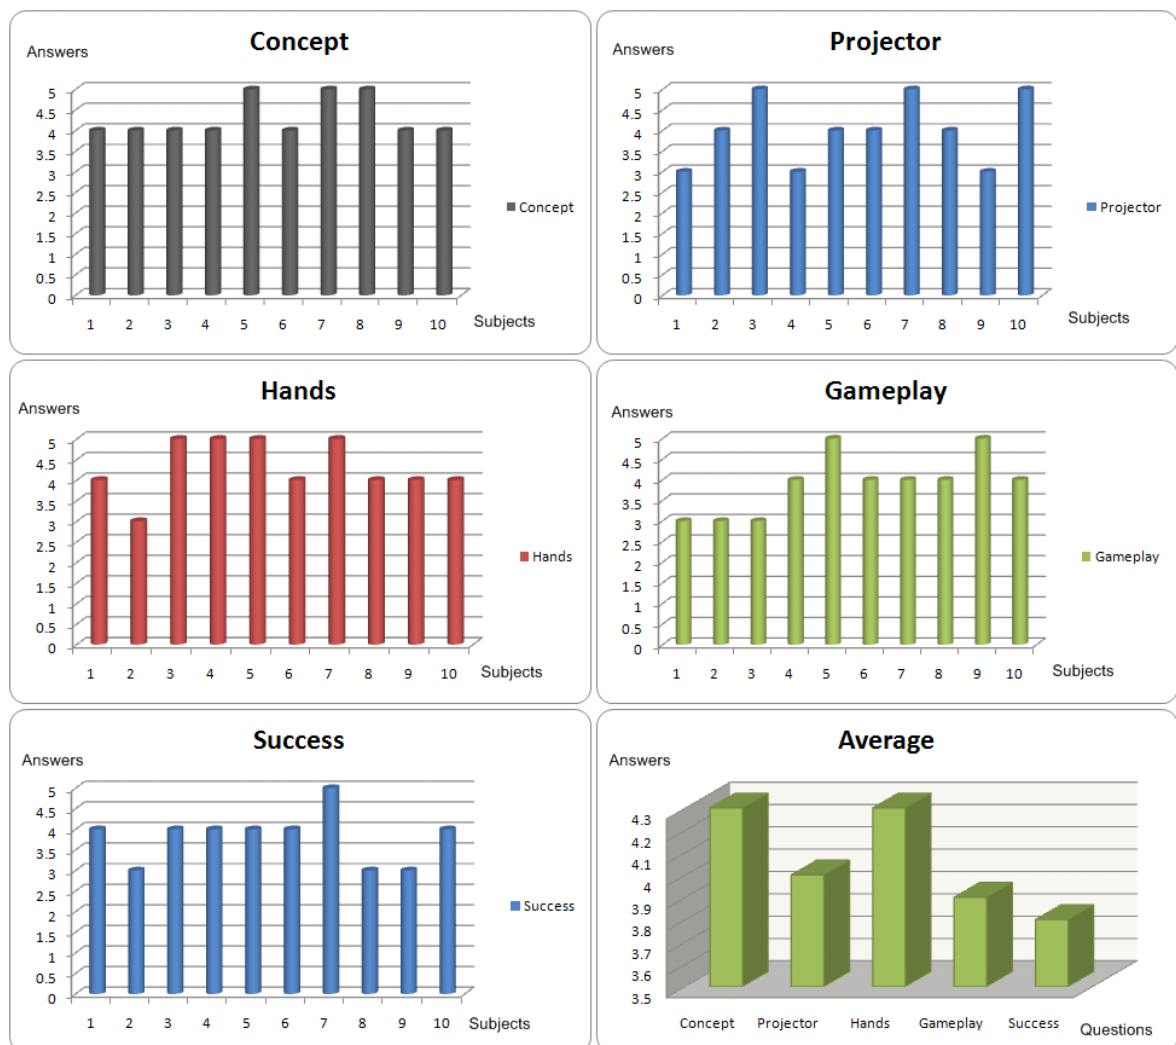 Concept
Answers
5
4.5
4
3.5
3
2.5
2
1.5
1
0.5
0
1 2 3 4 5 6 7 8 9 10
Subjects
Concept
Projector
Answers
5
4.5
4
3.5
3
2.5
2
1.5
1
0.5
0
1 2 3 4 5 6 7 8 9 10
Subjects
Projector
Hands
Answers
5
4.5
4
3.5
3
2.5
2
1.5
1
0.5
0
1 2 3 4 5 6 7 8 9 10
Subjects
Hands
Gameplay
Answers
5
4.5
4
3.5
3
2.5
2
1.5
1
0.5
0
1 2 3 4 5 6 7 8 9 10
Subjects
Gameplay
Success
Answers
5
4.5
4
3.5
3
2.5
2
1.5
1
0.5
0
1 2 3 4 5 6 7 8 9 10
Subjects
Success
Average
Answers
4.3
4.2
4.1
4
3.9
3.8
3.7
3.6
3.5
Concept Projector Hands Gameplay Success
Questions